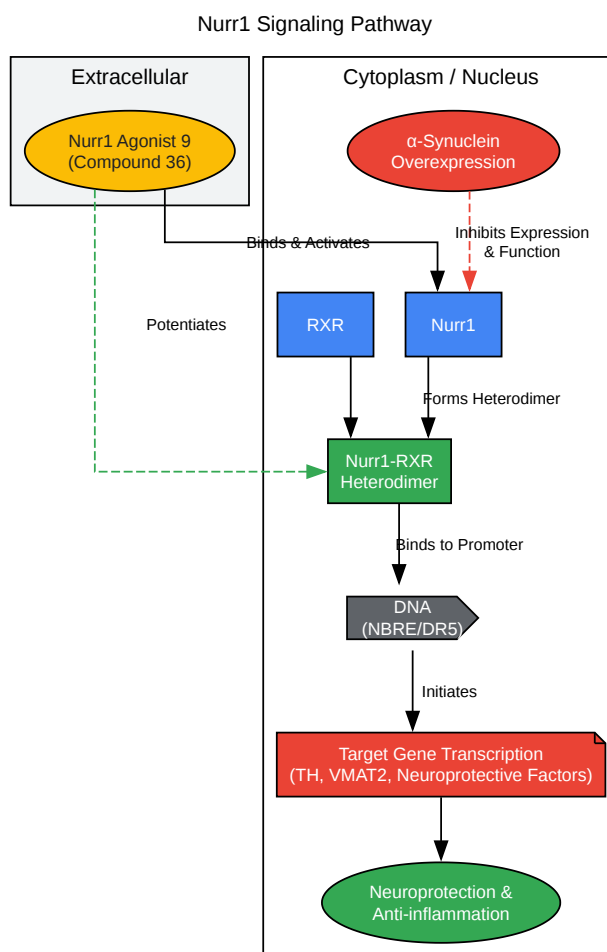 Nurr1 Signaling Pathway
Extracellular
Cytoplasm / Nucleus
Nurr1 Agonist 9
(Compound 36)
α-Synuclein
Overexpression
Binds & Activates
Inhibits Expression
& Function
Potentiates
RXR
Nurr1
Forms Heterodimer
Nurr1-RXR
Heterodimer
Binds to Promoter
DNA
(NBRE/DR5)
Initiates
Target Gene Transcription
(TH, VMAT2, Neuroprotective Factors)
Neuroprotection &
Anti-inflammation